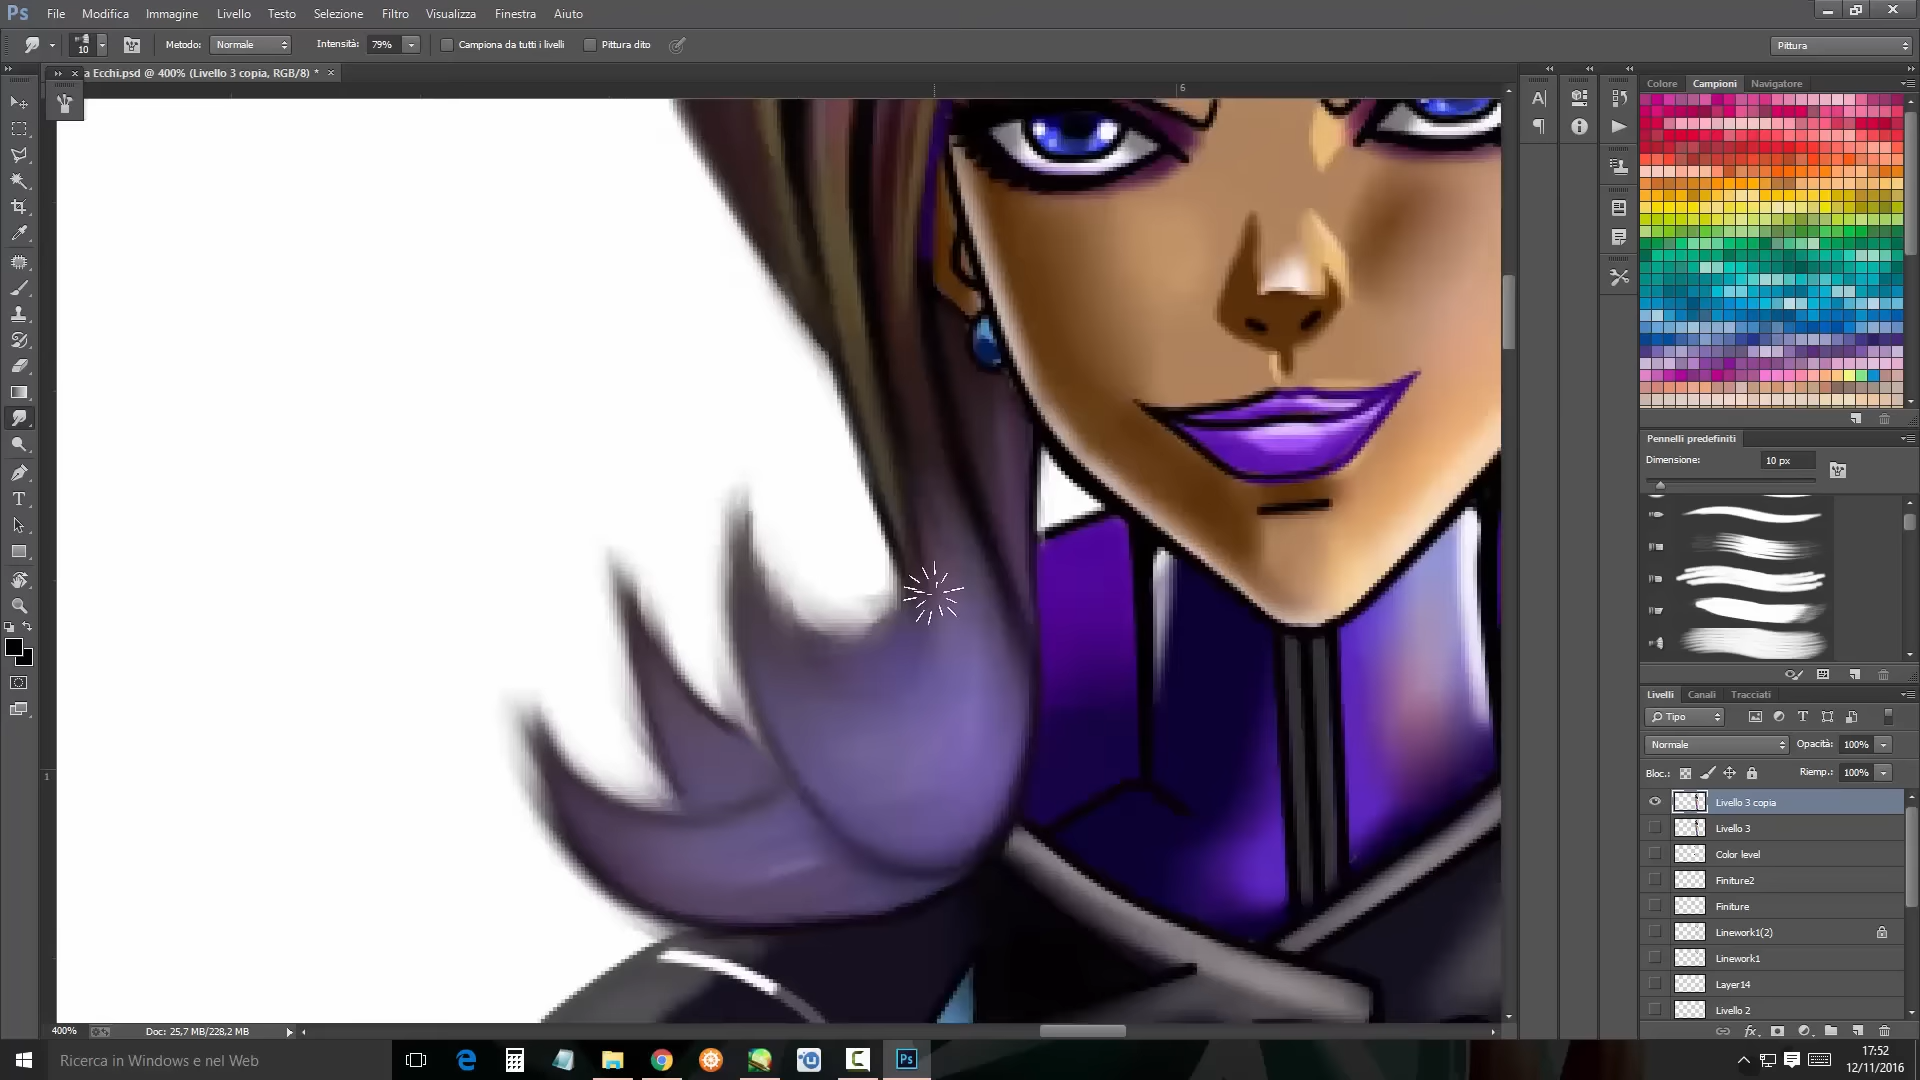 Ps File Modifica Immagine Livello Testo Selezione Filtro Visualizza Finestra Aiuto
10 Metodo: Normale Intensità: 79% Campiona da tutti i livelli Pittura dito Pittura
a Ecchi.psd @ 400% (Livello 3 copia, RGB/8) *
6
Colore Campioni Navigatore
Pennelli predefiniti
Dimensione: 10 px
Livelli Canali Tracciati
Tipo
Normale Opacità: 100%
Bloc.: Riemp.: 100%
1
Livello 3 copia
Livello 3
Color level
Finiture2
Finiture
Linework1(2)
Linework1
Layer14
Livello 2
400% Doc: 25,7 MB/228,2 MB
Ricerca in Windows e nel Web
Ps
17:52
12/11/2016